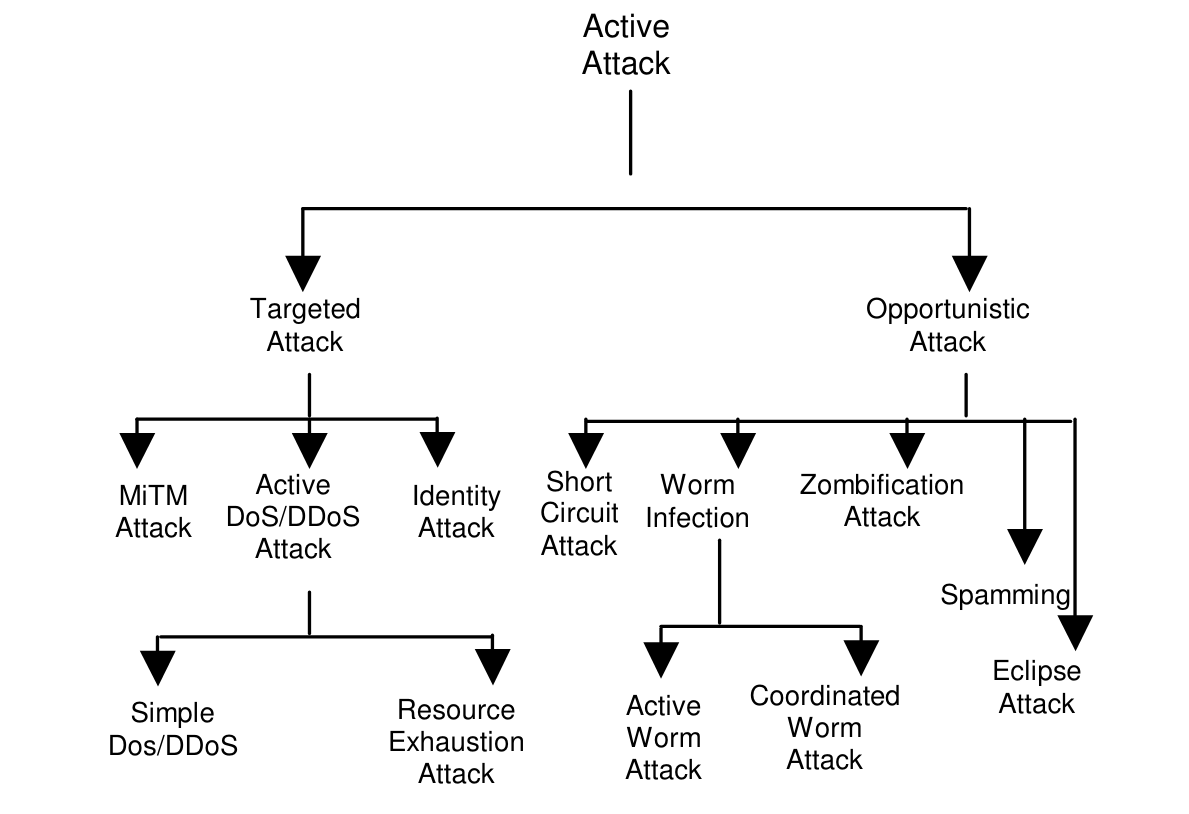 Active
Attack
Targeted
Attack
Opportunistic
Attack
MiTM
Attack
Active
DoS/DDoS
Attack
Identity
Attack
Short
Circuit
Attack
Worm
Infection
Zombification
Attack
Spamming
Eclipse
Attack
Simple
Dos/DDoS
Resource
Exhaustion
Attack
Active
Worm
Attack
Coordinated
Worm
Attack